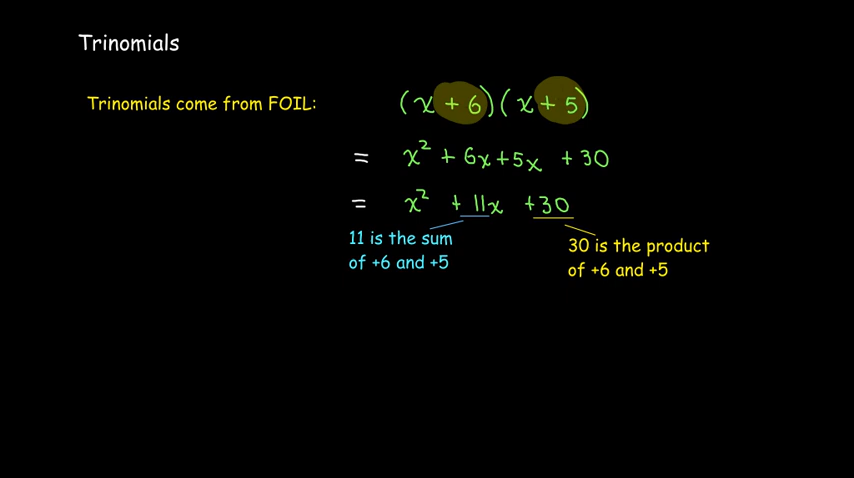 Trinomials
Trinomials come from FOIL: (x + 6)(x + 5)
= x² + 6x + 5x + 30
= x² + 11x + 30
11 is the sum
of +6 and +5
30 is the product
of +6 and +5